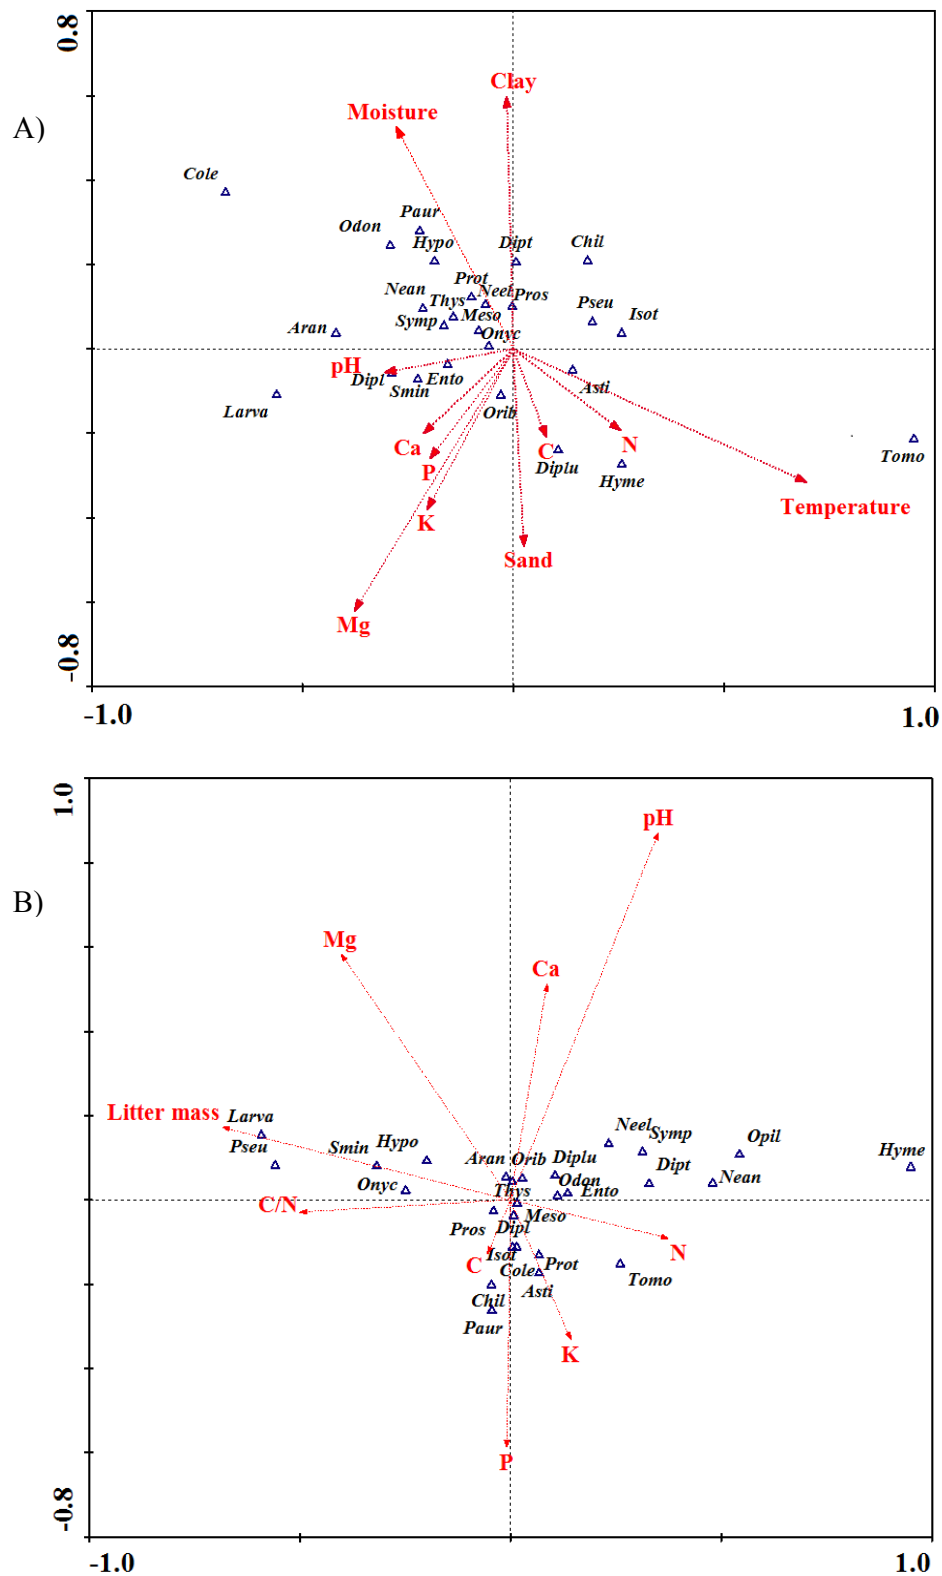 0.8
Clay
Moisture
A)
Cole
Paur
Odon
Hypo
Dipt
Chil
Prot
Nean
Thys
Neel
Pros
Pseu
Isot
Symp
Meso
Aran
Onyc
pH
Dipl
Smin
Ento
Asti
Larva
Orib
Ca
C
N
P
Diplu
Hyme
Tomo
K
Temperature
Sand
Mg
-0.8
-1.0
1.0
1.0
pH
B)
Mg
Ca
Litter mass
Larva
Neel
Symp
Pseu
Smin
Hypo
Opil
Aran
Orib
Diplu
Dipt
Hyme
Onyc
Thys
Odon
Ento
Nean
C/N
Pros
Dipl
Meso
N
C
Isot
Cole
Prot
Tomo
Chil
Asti
Paur
K
P
-0.8
-1.0
1.0